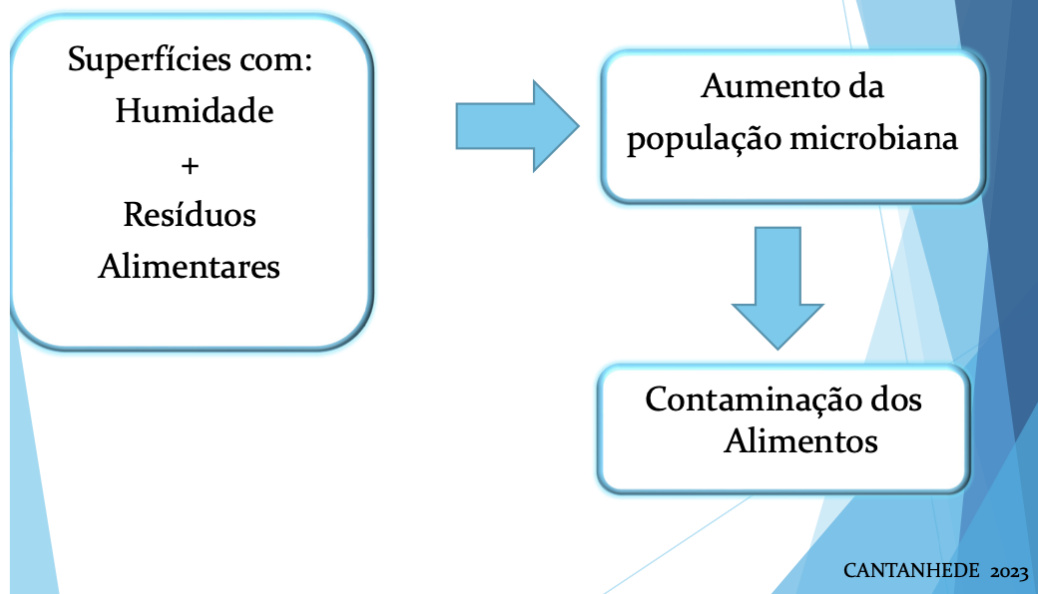 Superfícies com:
Humidade
+
Resíduos
Alimentares
Aumento da
população microbiana
Contaminação dos
Alimentos
CANTANHEDE 2023